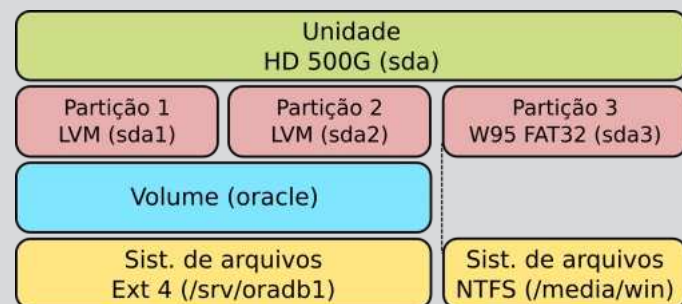 Unidade
HD 500G (sda)
Partição 1
LVM (sda1)
Partição 2
LVM (sda2)
Partição 3
W95 FAT32 (sda3)
Volume (oracle)
Sist. de arquivos
Ext 4 (/srv/oradb1)
Sist. de arquivos
NTFS (/media/win)